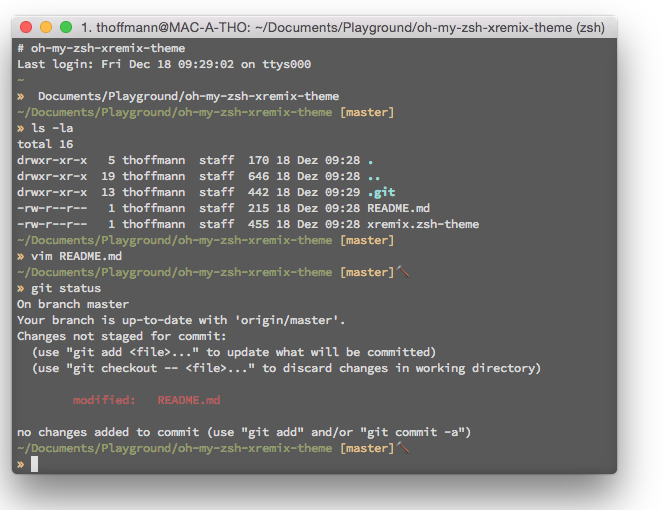 1. thoffmann@MAC-A-THO: ~/Documents/Playground/oh-my-zsh-xremix-theme (zsh)
# oh-my-zsh-xremix-theme
Last login: Fri Dec 18 09:29:02 on ttys000
~
»  Documents/Playground/oh-my-zsh-xremix-theme
~/Documents/Playground/oh-my-zsh-xremix-theme [master]
» ls -la
total 16
drwxr-xr-x   5 thoffmann  staff  170 18 Dez 09:28 .
drwxr-xr-x  19 thoffmann  staff  646 18 Dez 09:28 ..
drwxr-xr-x  13 thoffmann  staff  442 18 Dez 09:29 .git
-rw-r--r--   1 thoffmann  staff  215 18 Dez 09:28 README.md
-rw-r--r--   1 thoffmann  staff  455 18 Dez 09:28 xremix.zsh-theme
~/Documents/Playground/oh-my-zsh-xremix-theme [master]
» vim README.md
~/Documents/Playground/oh-my-zsh-xremix-theme [master]🔨
» git status
On branch master
Your branch is up-to-date with 'origin/master'.
Changes not staged for commit:
  (use "git add <file>..." to update what will be committed)
  (use "git checkout -- <file>..." to discard changes in working directory)
        modified:   README.md
no changes added to commit (use "git add" and/or "git commit -a")
~/Documents/Playground/oh-my-zsh-xremix-theme [master]🔨
»